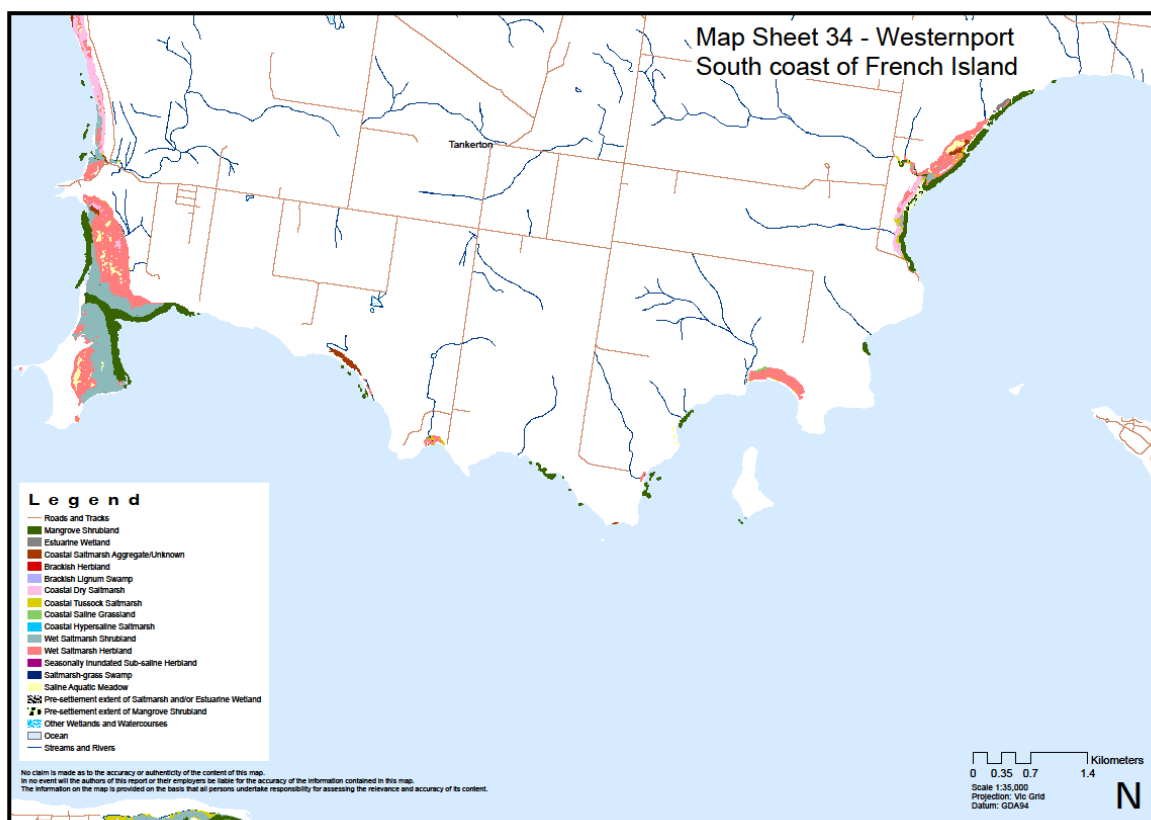 Map Sheet 34 - Westernport
South coast of French Island
Tankerton
Legend
Roads and Tracks
Mangrove Shrubland
Estuarine Wetland
Coastal Saltmarsh Aggregate/Unknown
Brackish Herbland
Brackish Lignum Swamp
Coastal Dry Saltmarsh
Coastal Tussock Saltmarsh
Coastal Saline Grassland
Coastal Hypersaline Saltmarsh
Wet Saltmarsh Shrubland
Wet Saltmarsh Herbland
Seasonally Inundated Sub-saline Herbland
Saltmarsh-grass Swamp
Saline Aquatic Meadow
Pre-settlement extent of Saltmarsh and/or Estuarine Wetland
Pre-settlement extent of Mangrove Shrubland
Other Wetlands and Watercourses
Ocean
Streams and Rivers
No claim is made as to the accuracy or authenticity of the content of this map.
In no event will the authors of this report or their employers be liable for the accuracy of the information contained in this map.
The information on the map is provided on the basis that all persons undertake responsibility for assessing the relevance and accuracy of its content.
Kilometers
0 0.35 0.7 1.4
Scale 1:35,000
Projection: Vic Grid
Datum: GDA94
N